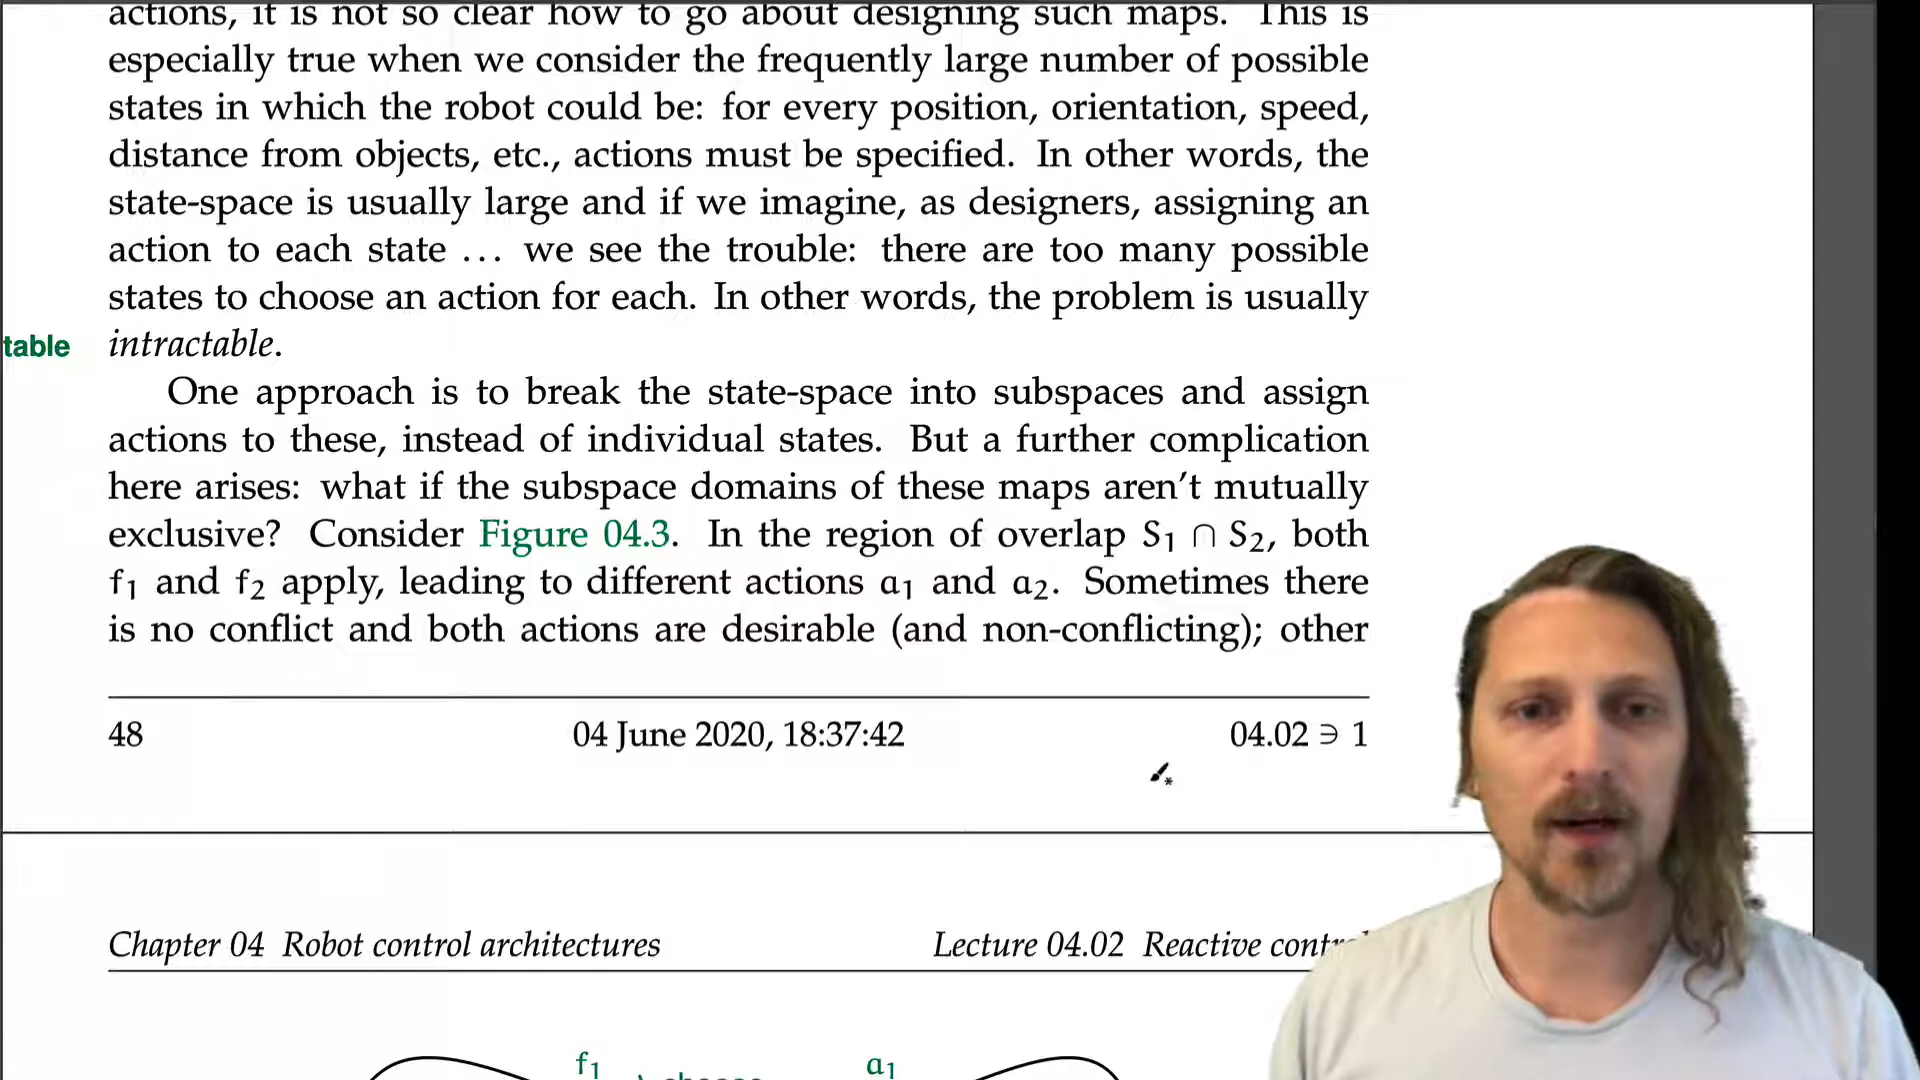 actions, it is not so clear how to go about designing such maps. This is
especially true when we consider the frequently large number of possible
states in which the robot could be: for every position, orientation, speed,
distance from objects, etc., actions must be specified. In other words, the
state-space is usually large and if we imagine, as designers, assigning an
action to each state … we see the trouble: there are too many possible
states to choose an action for each. In other words, the problem is usually
table intractable.
One approach is to break the state-space into subspaces and assign
actions to these, instead of individual states. But a further complication
here arises: what if the subspace domains of these maps aren't mutually
exclusive? Consider Figure 04.3. In the region of overlap S₁ ∩ S₂, both
f₁ and f₂ apply, leading to different actions a₁ and a₂. Sometimes there
is no conflict and both actions are desirable (and non-conflicting); other
48 04 June 2020, 18:37:42 04.02 ∋ 1
Chapter 04 Robot control architectures Lecture 04.02 Reactive contr
f₁ a₁